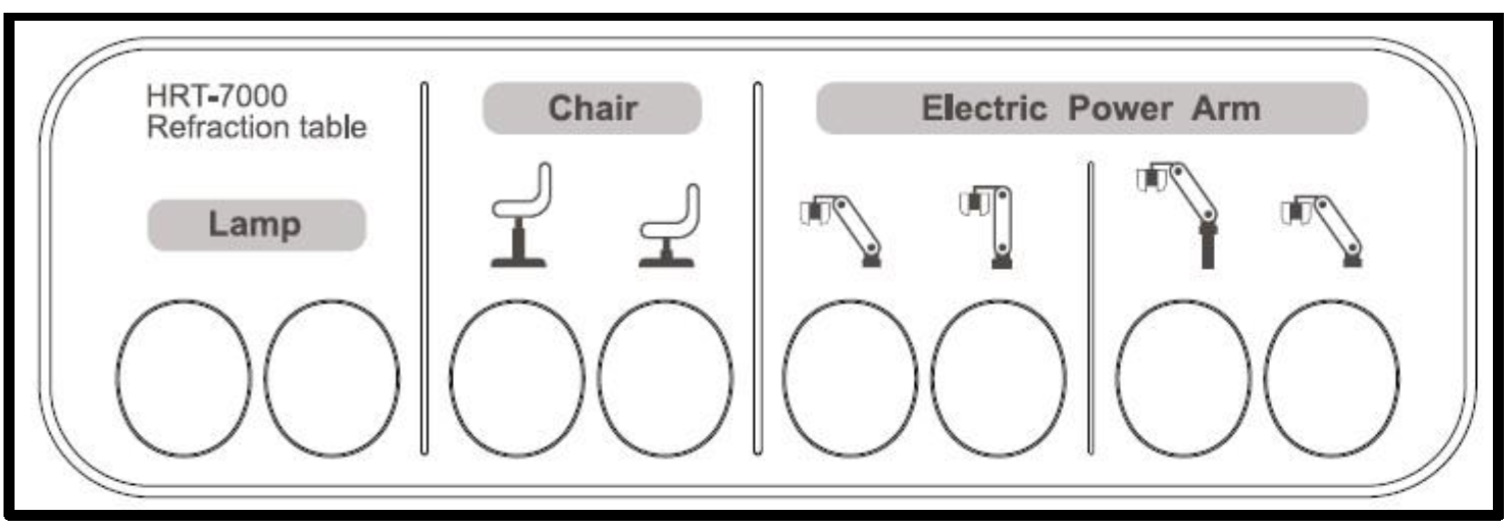 HRT-7000
Refraction table
Lamp
Chair
Electric Power Arm